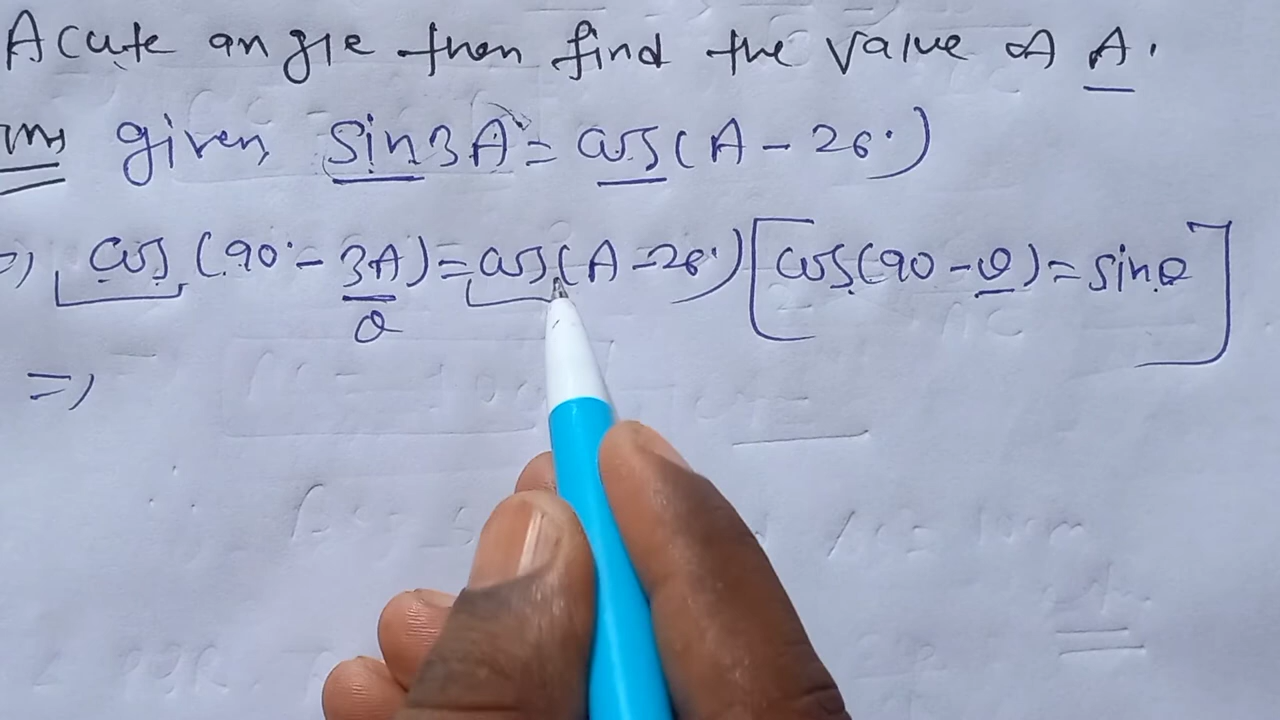 Acute angle then find the value of A.
given sin3A = cos(A - 26°)
=> cos(90° - 3A) = cos(A - 26°) [cos(90 - θ) = sinθ]
θ
=>